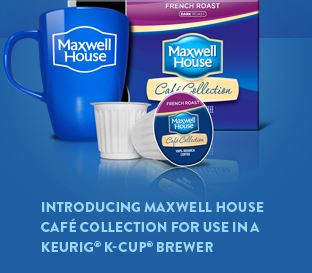 FRENCH ROAST
DARK ROAST
Maxwell
House
Maxwell
House
Café Collection
FRENCH ROAST
Maxwell
House
Café Collection
100% ARABICA
COFFEE
INTRODUCING MAXWELL HOUSE
CAFÉ COLLECTION FOR USE IN A
KEURIG® K-CUP® BREWER